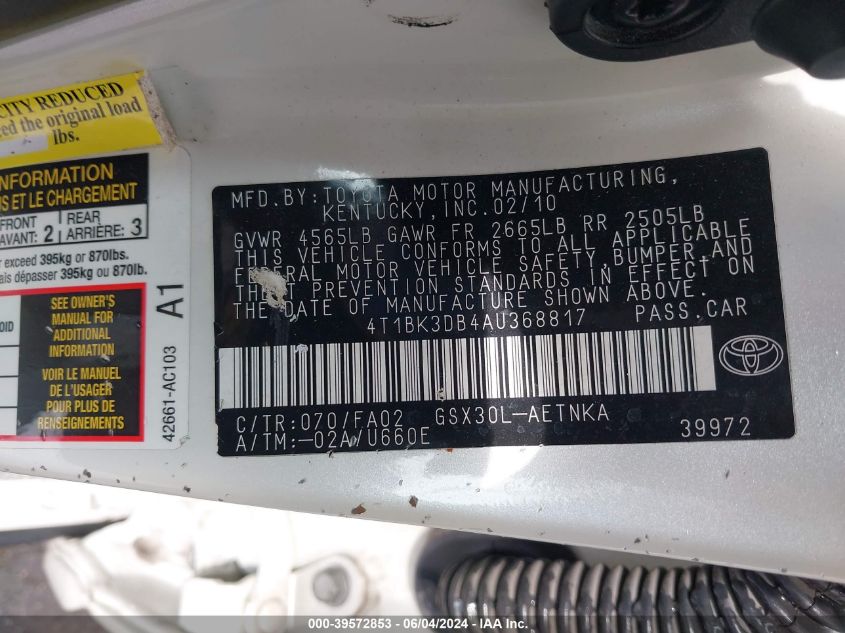 CITY REDUCED
the original load
lbs.
INFORMATION
US ET LE CHARGEMENT
FRONT
AVANT: 2
REAR
ARRIÈRE: 3
exceed 395kg or 870lbs.
dépasser 395kg ou 870lb.
SEE OWNER'S
MANUAL FOR
ADDITIONAL
INFORMATION
VOIR LE MANUEL
DE L'USAGER
POUR PLUS DE
RENSEIGNEMENTS
A1
42661-AC103
MFD.BY:TOYOTA MOTOR MANUFACTURING,
KENTUCKY,INC.02/10
GVWR 4565LB GAWR FR 2665LB RR 2505LB
THIS VEHICLE CONFORMS TO ALL APPLICABLE
FEDERAL MOTOR VEHICLE SAFETY,BUMPER,AND
THEFT PREVENTION STANDARDS IN EFFECT ON
THE DATE OF MANUFACTURE SHOWN ABOVE.
4T1BK3DB4AU368817 PASS.CAR
C/TR:070/FA02 GSX30L-AETNKA
A/TM:-02A/U660E
39972
000-39572853 - 06/04/2024 - IAA Inc.